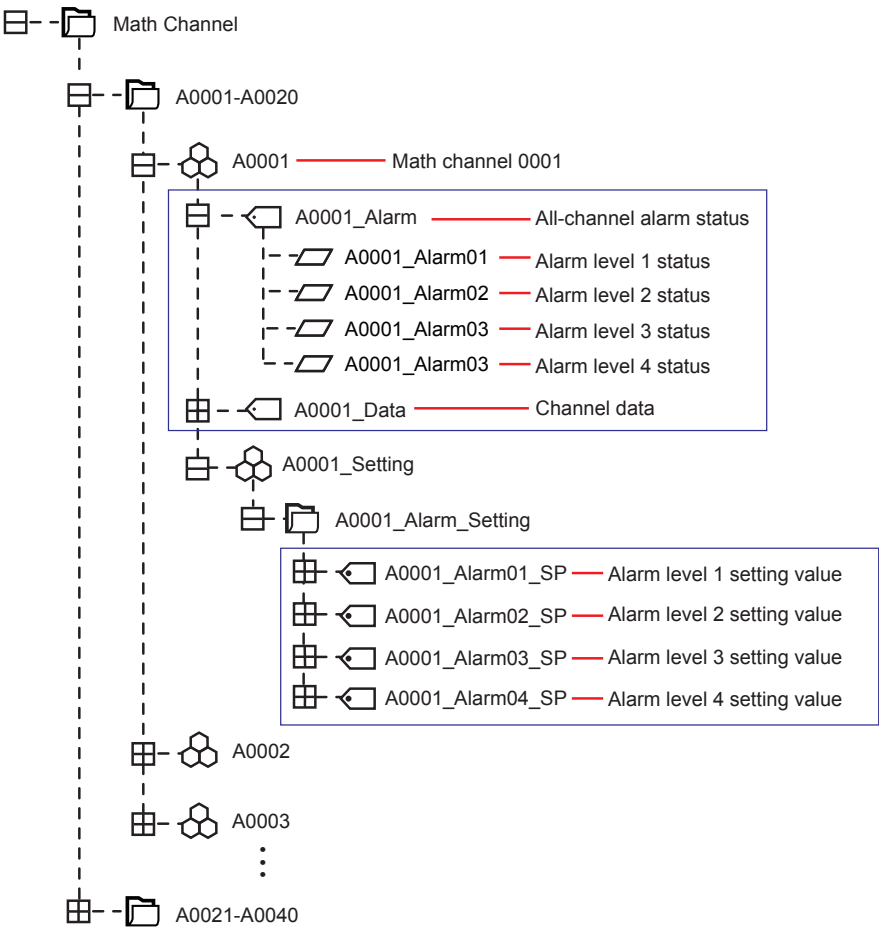 Math Channel
A0001-A0020
A0001 Math channel 0001
A0001_Alarm All-channel alarm status
A0001_Alarm01 Alarm level 1 status
A0001_Alarm02 Alarm level 2 status
A0001_Alarm03 Alarm level 3 status
A0001_Alarm03 Alarm level 4 status
A0001_Data Channel data
A0001_Setting
A0001_Alarm_Setting
A0001_Alarm01_SP Alarm level 1 setting value
A0001_Alarm02_SP Alarm level 2 setting value
A0001_Alarm03_SP Alarm level 3 setting value
A0001_Alarm04_SP Alarm level 4 setting value
A0002
A0003
A0021-A0040